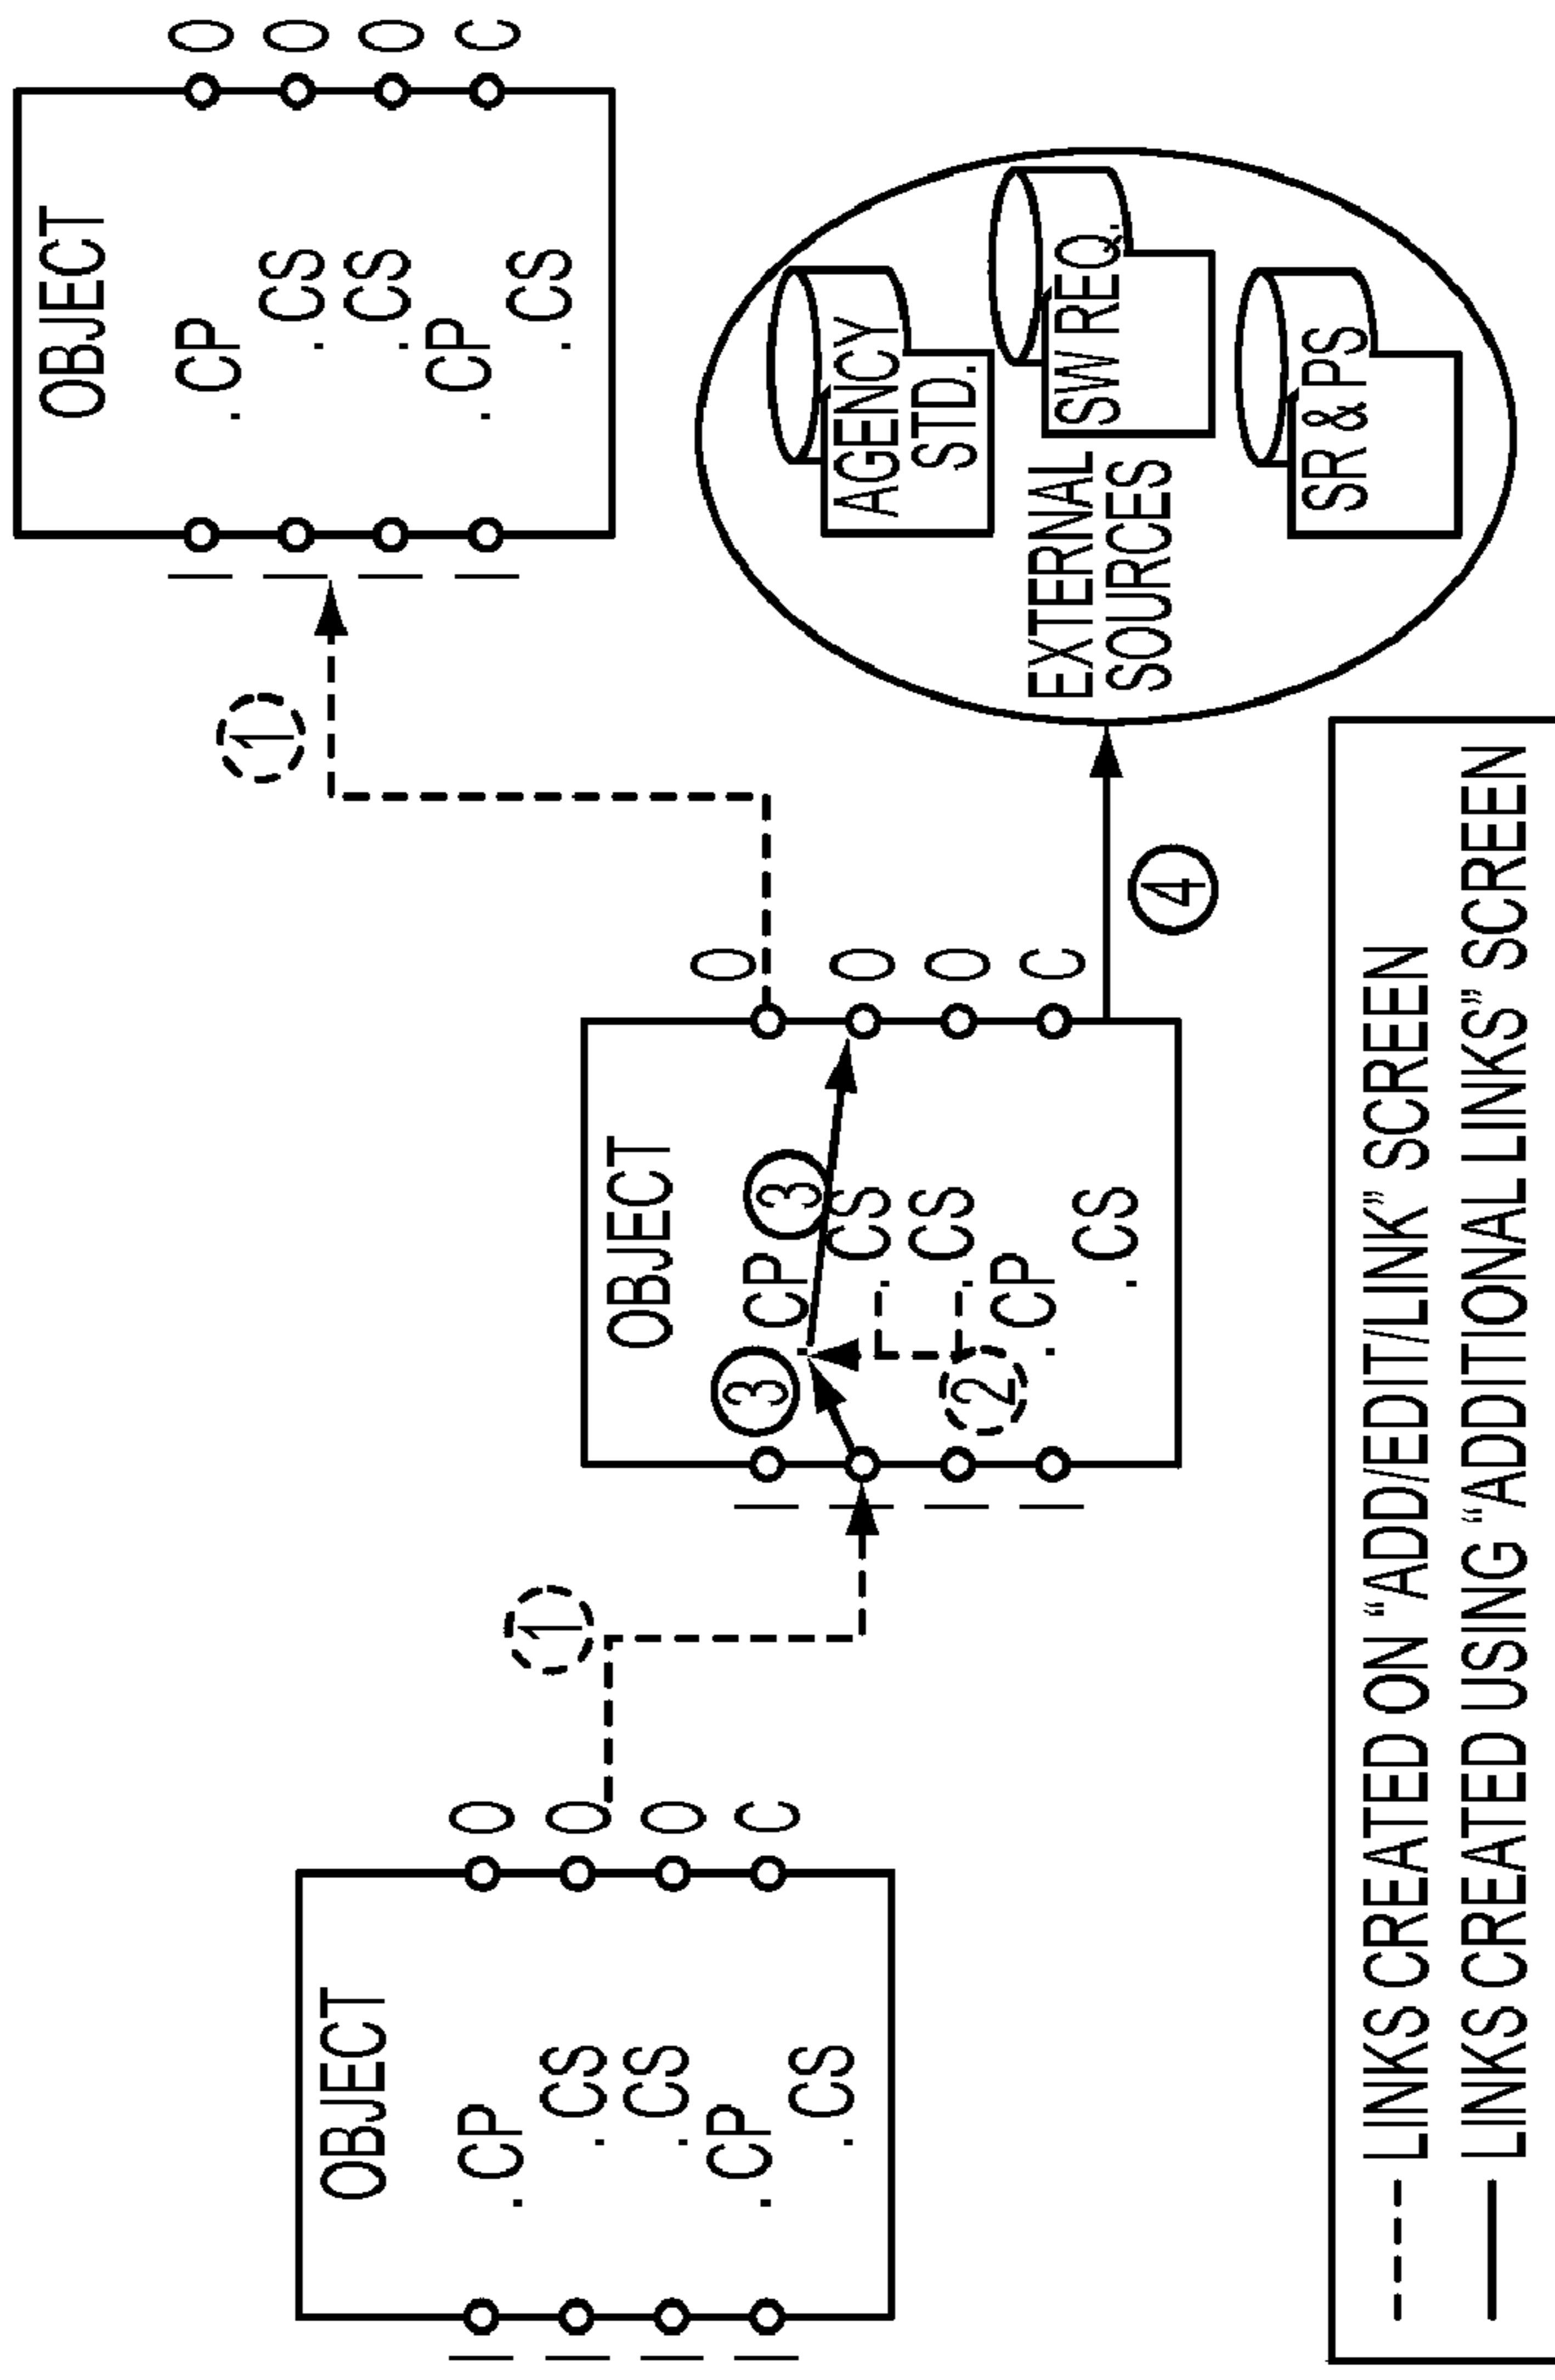 OBJECT
I
I
I
I
.CP
.CS
.CS
.CP
.CS
O
O
O
C
1
OBJECT
I
I
I
I
3
.CP
3
.CS
.CS
2
.CP
.CS
O
O
O
C
1
4
OBJECT
I
I
I
I
.CP
.CS
.CS
.CP
.CS
O
O
O
C
EXTERNAL
SOURCES
AGENCY
STD.
SW REQ.
SR & PS
LINKS CREATED ON “ADD/EDIT/LINK” SCREEN
LINKS CREATED USING “ADDITIONAL LINKS” SCREEN